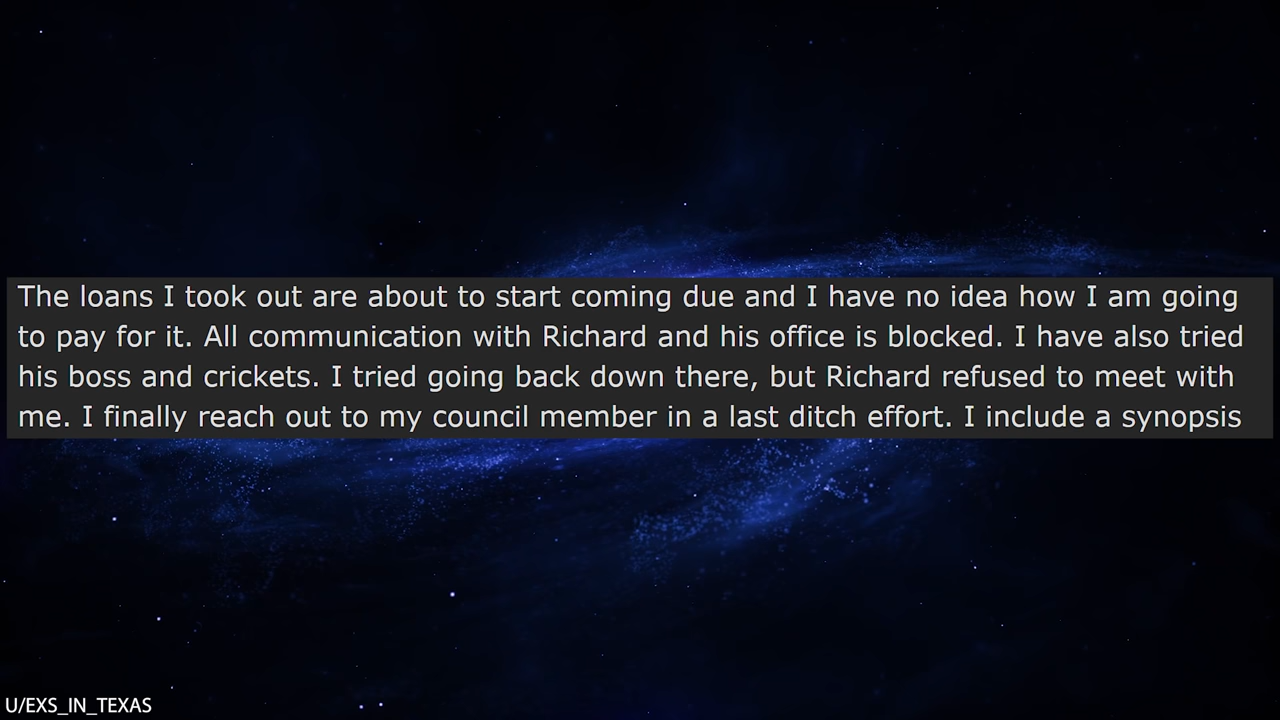 The loans I took out are about to start coming due and I have no idea how I am going
to pay for it. All communication with Richard and his office is blocked. I have also tried
his boss and crickets. I tried going back down there, but Richard refused to meet with
me. I finally reach out to my council member in a last ditch effort. I include a synopsis
U/EXS_IN_TEXAS